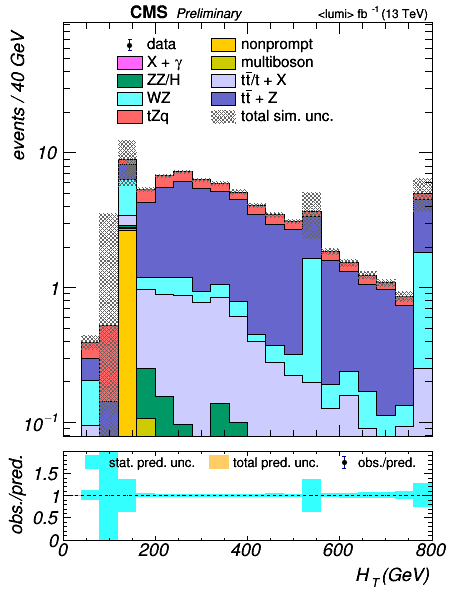 CMS Preliminary <lumi> fb⁻¹ (13 TeV)
events / 40 GeV
data nonprompt
X + γ multiboson
ZZ/H tt̄/t + X
WZ tt̄ + Z
tZq total sim. unc.
10
1
10⁻¹
obs./pred.
stat. pred. unc. total pred. unc. obs./pred.
1.5
1
0.5
0
0 200 400 600 800
H_T (GeV)